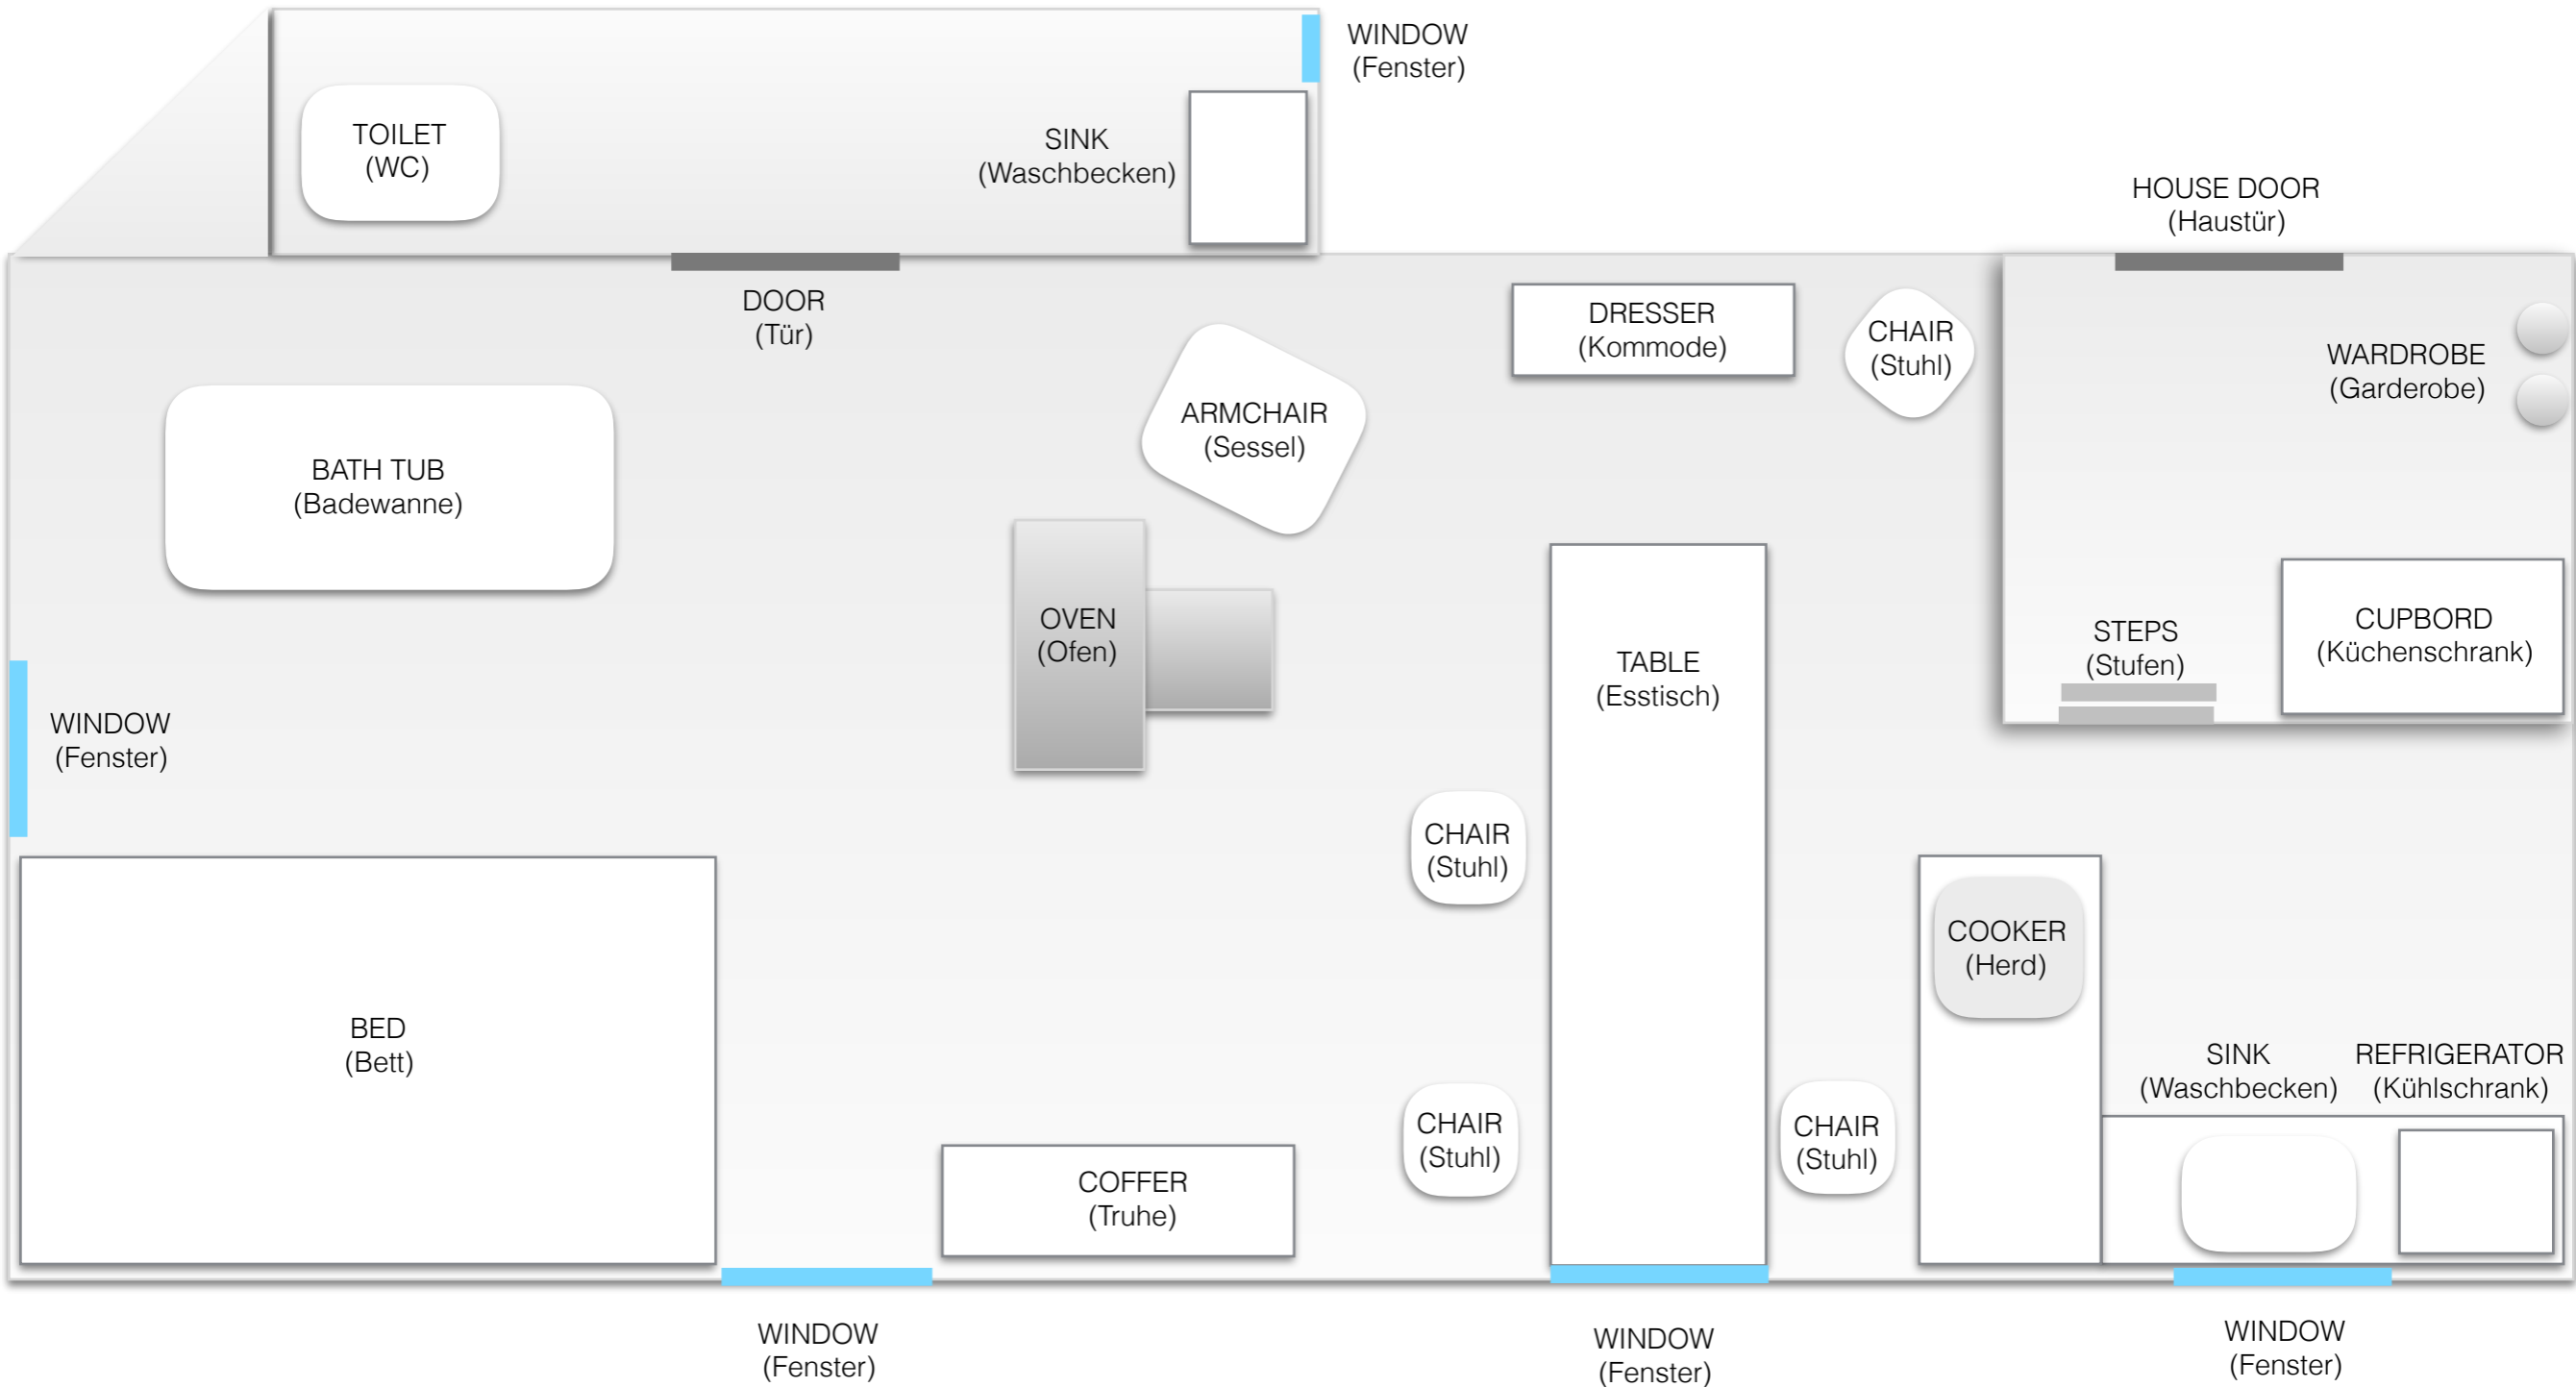 WINDOW
(Fenster)
TOILET
(WC)
SINK
(Waschbecken)
HOUSE DOOR
(Haustür)
DOOR
(Tür)
DRESSER
(Kommode)
CHAIR
(Stuhl)
WARDROBE
(Garderobe)
ARMCHAIR
(Sessel)
BATH TUB
(Badewanne)
OVEN
(Ofen)
TABLE
(Esstisch)
STEPS
(Stufen)
CUPBORD
(Küchenschrank)
WINDOW
(Fenster)
CHAIR
(Stuhl)
COOKER
(Herd)
BED
(Bett)
SINK
(Waschbecken)
REFRIGERATOR
(Kühlschrank)
CHAIR
(Stuhl)
CHAIR
(Stuhl)
COFFER
(Truhe)
WINDOW
(Fenster)
WINDOW
(Fenster)
WINDOW
(Fenster)